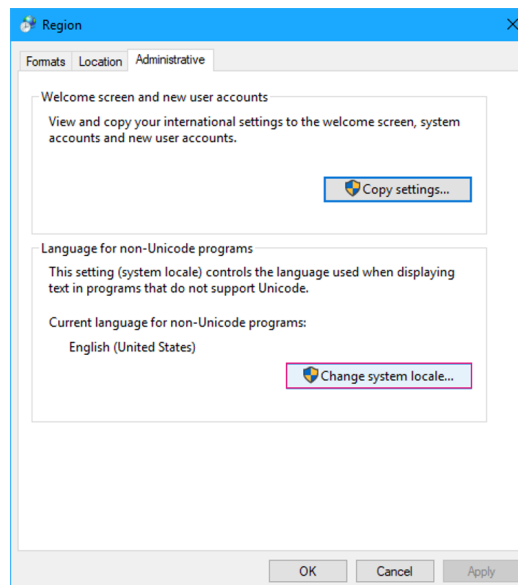 Region
Formats Location Administrative
Welcome screen and new user accounts
View and copy your international settings to the welcome screen, system
accounts and new user accounts.
Copy settings...
Language for non-Unicode programs
This setting (system locale) controls the language used when displaying
text in programs that do not support Unicode.
Current language for non-Unicode programs:
English (United States)
Change system locale...
OK Cancel Apply